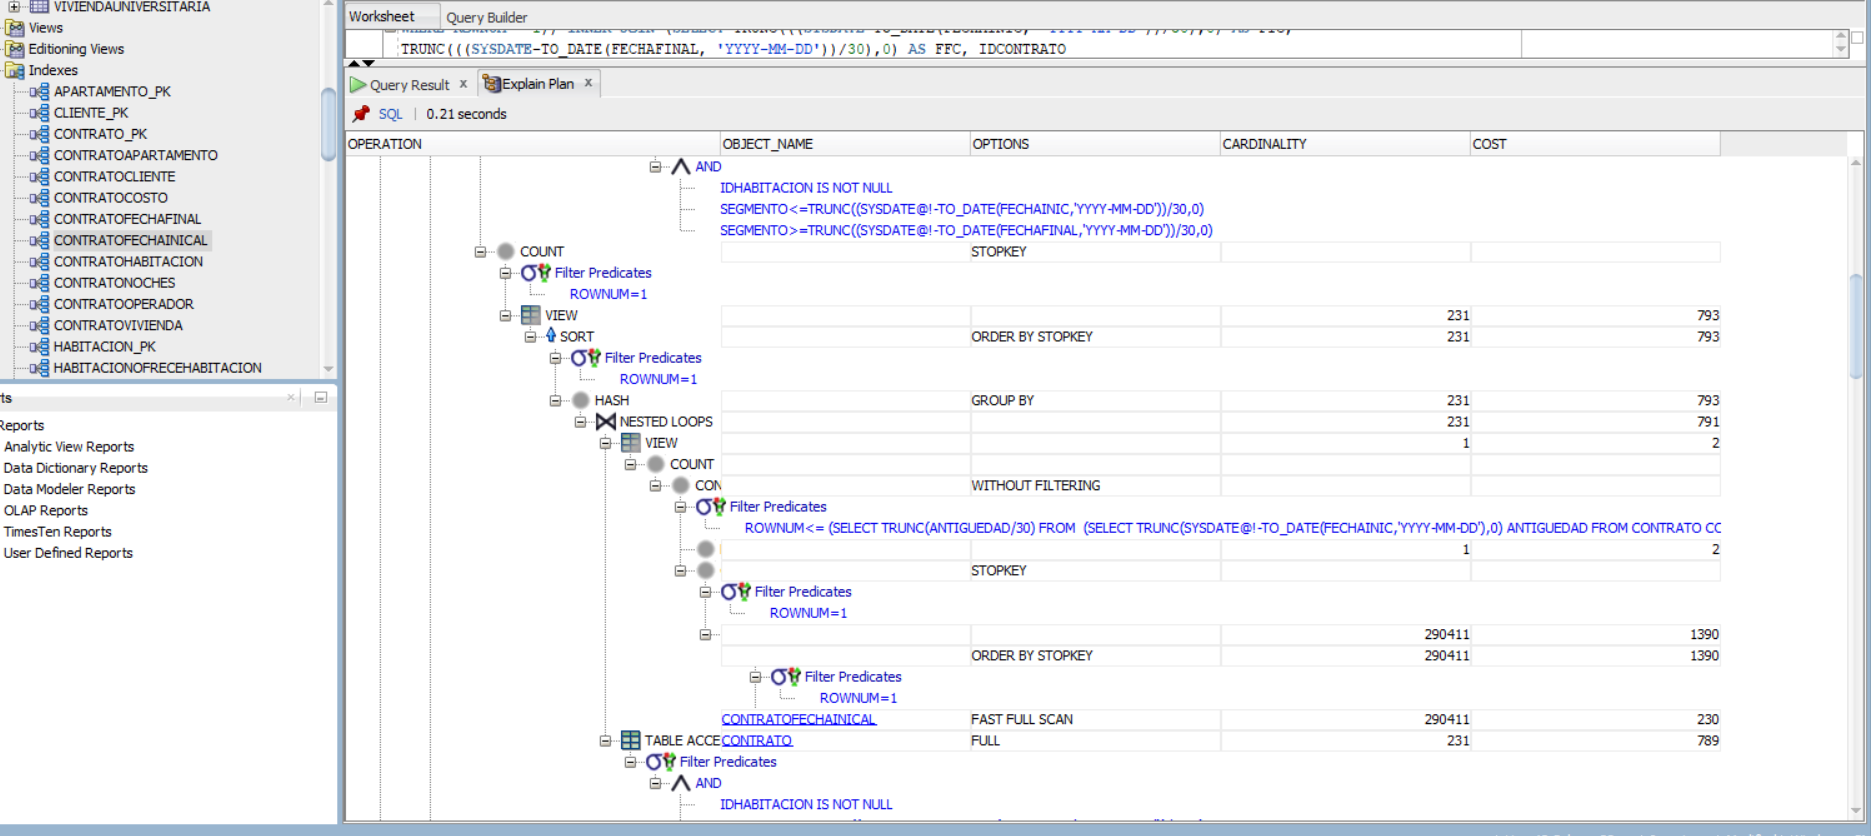 VIVIENDAUNIVERSITARIA
Views
Editioning Views
Indexes
APARTAMENTO_PK
CLIENTE_PK
CONTRATO_PK
CONTRATOAPARTAMENTO
CONTRATOCLIENTE
CONTRATOCOSTO
CONTRATOFECHAFINAL
CONTRATOFECHAINICAL
CONTRATOHABITACION
CONTRATONOCHES
CONTRATOOPERADOR
CONTRATOVIVIENDA
HABITACION_PK
HABITACIONOFRECEHABITACION
ts
Reports
Analytic View Reports
Data Dictionary Reports
Data Modeler Reports
OLAP Reports
TimesTen Reports
User Defined Reports
Worksheet Query Builder
TRUNC(((SYSDATE-TO_DATE(FECHAFINAL, 'YYYY-MM-DD'))/30),0) AS FFC, IDCONTRATO
Query Result x Explain Plan x
SQL | 0.21 seconds
OPERATION OBJECT_NAME OPTIONS CARDINALITY COST
AND
IDHABITACION IS NOT NULL
SEGMENTO<=TRUNC((SYSDATE@!-TO_DATE(FECHAINIC,'YYYY-MM-DD'))/30,0)
SEGMENTO>=TRUNC((SYSDATE@!-TO_DATE(FECHAFINAL,'YYYY-MM-DD'))/30,0)
COUNT STOPKEY
Filter Predicates
ROWNUM=1
VIEW 231 793
SORT ORDER BY STOPKEY 231 793
Filter Predicates
ROWNUM=1
HASH GROUP BY 231 793
NESTED LOOPS 231 791
VIEW 1 2
COUNT
CON WITHOUT FILTERING
Filter Predicates
ROWNUM<= (SELECT TRUNC(ANTIGUEDAD/30) FROM (SELECT TRUNC(SYSDATE@!-TO_DATE(FECHAINIC,'YYYY-MM-DD'),0) ANTIGUEDAD FROM CONTRATO CO
1 2
STOPKEY
Filter Predicates
ROWNUM=1
290411 1390
ORDER BY STOPKEY 290411 1390
Filter Predicates
ROWNUM=1
CONTRATOFECHAINICAL FAST FULL SCAN 290411 230
TABLE ACCE CONTRATO FULL 231 789
Filter Predicates
AND
IDHABITACION IS NOT NULL